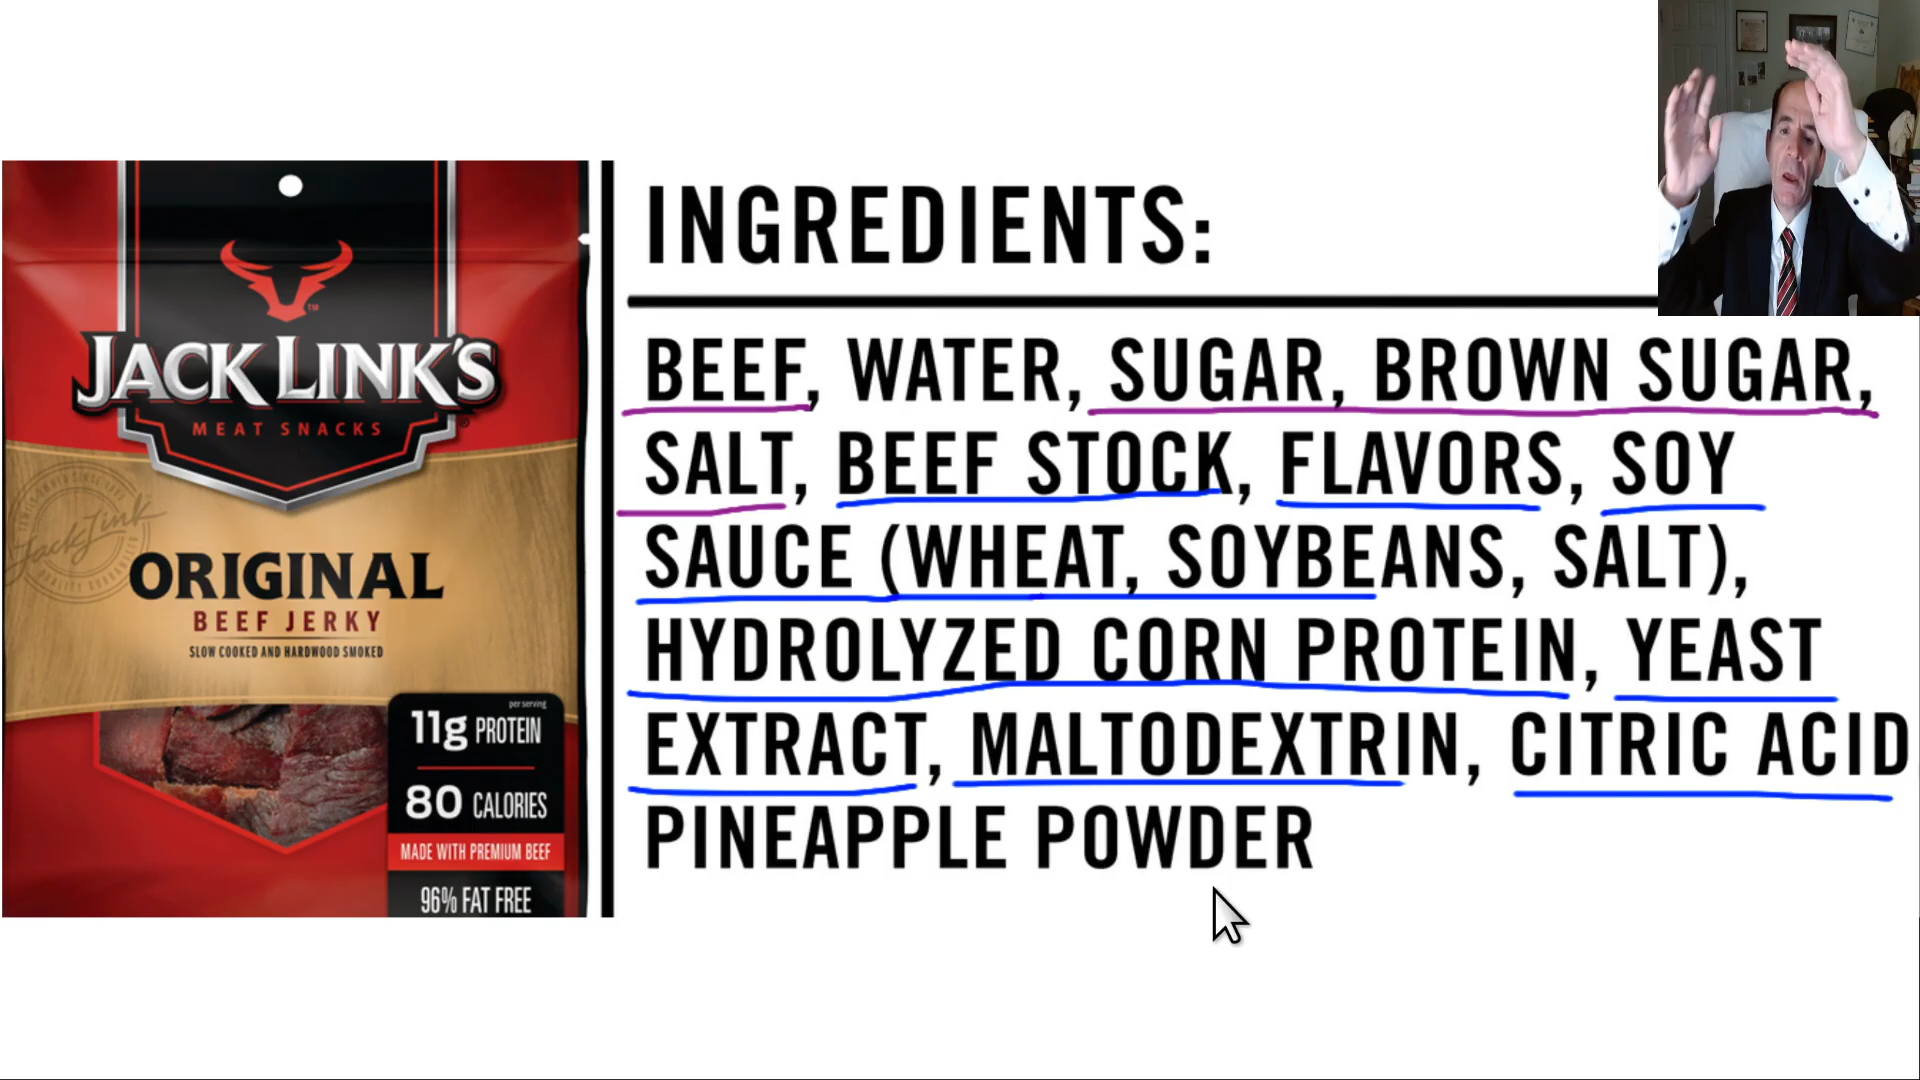 JACK LINK'S
MEAT SNACKS
Jack Link
ORIGINAL
BEEF JERKY
SLOW COOKED AND HARDWOOD SMOKED
per serving
11g PROTEIN
80 CALORIES
MADE WITH PREMIUM BEEF
96% FAT FREE
INGREDIENTS:
BEEF, WATER, SUGAR, BROWN SUGAR,
SALT, BEEF STOCK, FLAVORS, SOY
SAUCE (WHEAT, SOYBEANS, SALT),
HYDROLYZED CORN PROTEIN, YEAST
EXTRACT, MALTODEXTRIN, CITRIC ACID
PINEAPPLE POWDER